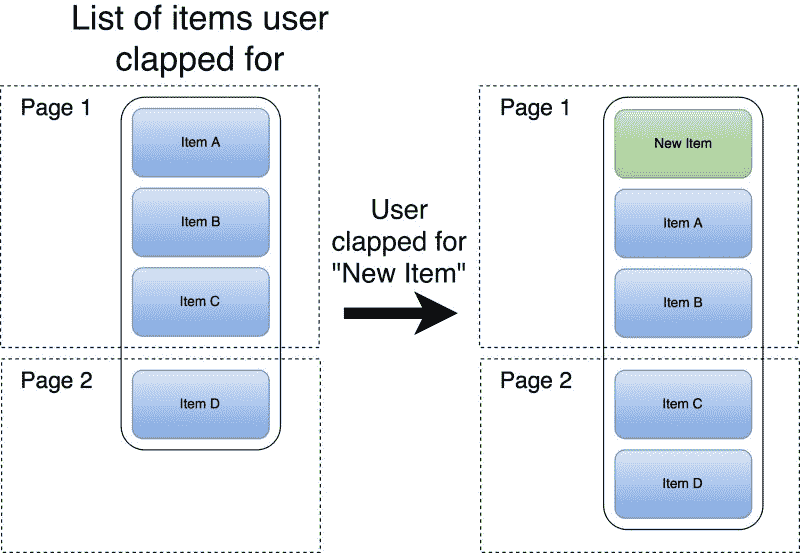 List of items user
clapped for
Page 1
Item A
Item B
Item C
Page 2
Item D
User
clapped for
"New Item"
Page 1
New Item
Item A
Item B
Page 2
Item C
Item D